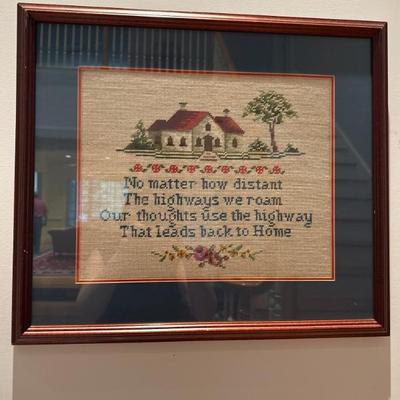 No matter how distant
The highways we roam
Our thoughts use the highway
That leads back to Home